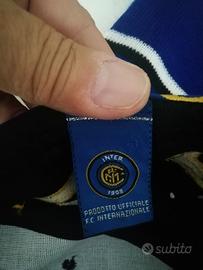 INTER
1908
PRODOTTO UFFICIALE
F.C. INTERNAZIONALE
subito